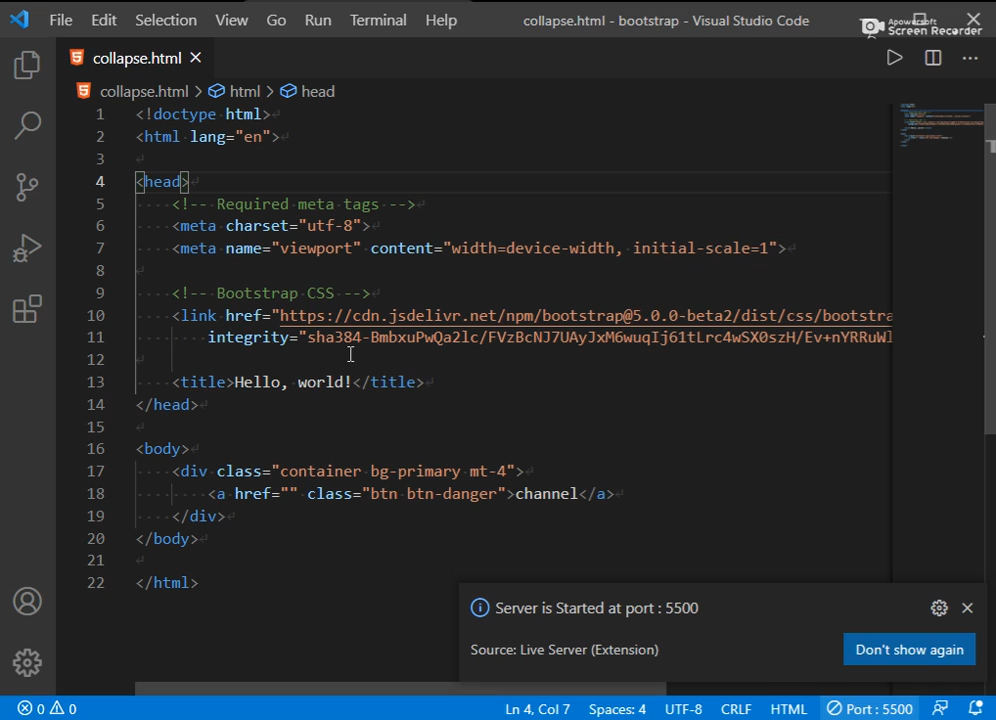 File Edit Selection View Go Run Terminal Help collapse.html - bootstrap - Visual Studio Code
Apowersoft
Screen Recorder
collapse.html
collapse.html > html > head
1 <!doctype html>
2 <html lang="en">
3
4 <head>
5 <!-- Required meta tags -->
6 <meta charset="utf-8">
7 <meta name="viewport" content="width=device-width, initial-scale=1">
8
9 <!-- Bootstrap CSS -->
10 <link href="https://cdn.jsdelivr.net/npm/bootstrap@5.0.0-beta2/dist/css/bootstra
11 integrity="sha384-BmbxuPwQa2lc/FVzBcNJ7UAyJxM6wuqIj61tLrc4wSX0szH/Ev+nYRRuWl
12
13 <title>Hello, world!</title>
14 </head>
15
16 <body>
17 <div class="container bg-primary mt-4">
18 <a href="" class="btn btn-danger">channel</a>
19 </div>
20 </body>
21
22 </html>
Server is Started at port : 5500
Source: Live Server (Extension) Don't show again
0 0 Ln 4, Col 7 Spaces: 4 UTF-8 CRLF HTML Port : 5500